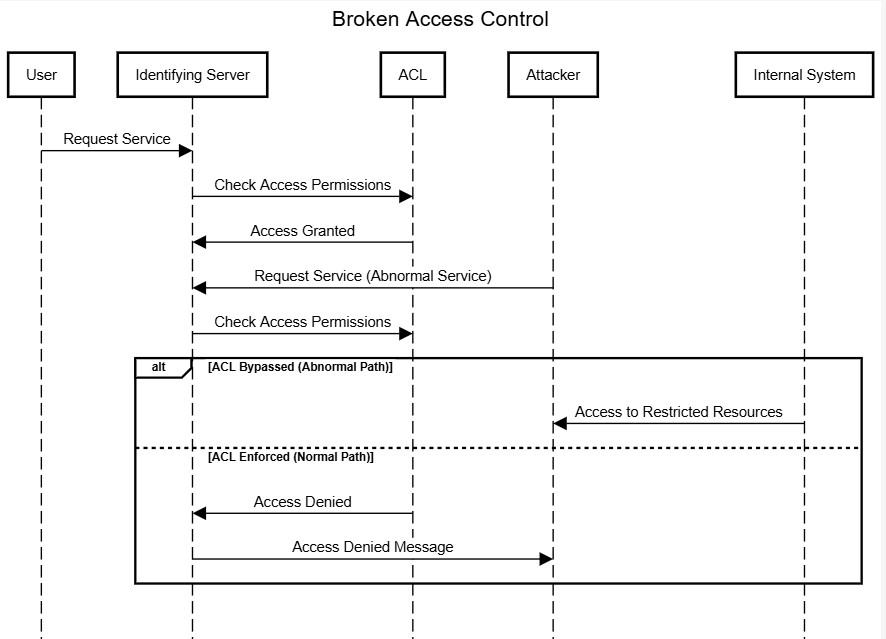 Broken Access Control
User
Identifying Server
ACL
Attacker
Internal System
Request Service
Check Access Permissions
Access Granted
Request Service (Abnormal Service)
Check Access Permissions
alt
[ACL Bypassed (Abnormal Path)]
Access to Restricted Resources
[ACL Enforced (Normal Path)]
Access Denied
Access Denied Message